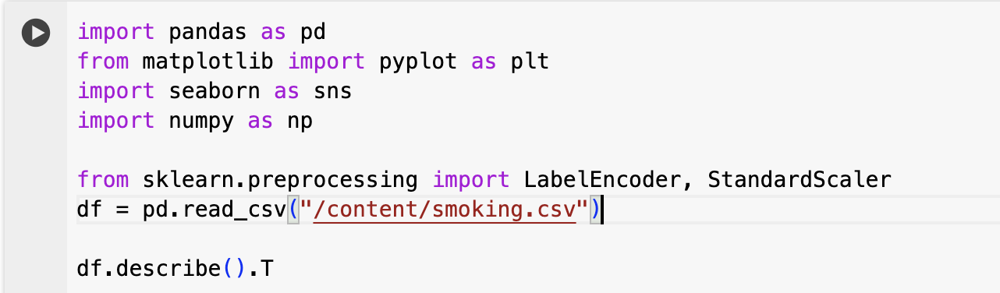 import pandas as pd
from matplotlib import pyplot as plt
import seaborn as sns
import numpy as np
from sklearn.preprocessing import LabelEncoder, StandardScaler
df = pd.read_csv("/content/smoking.csv")
df.describe().T